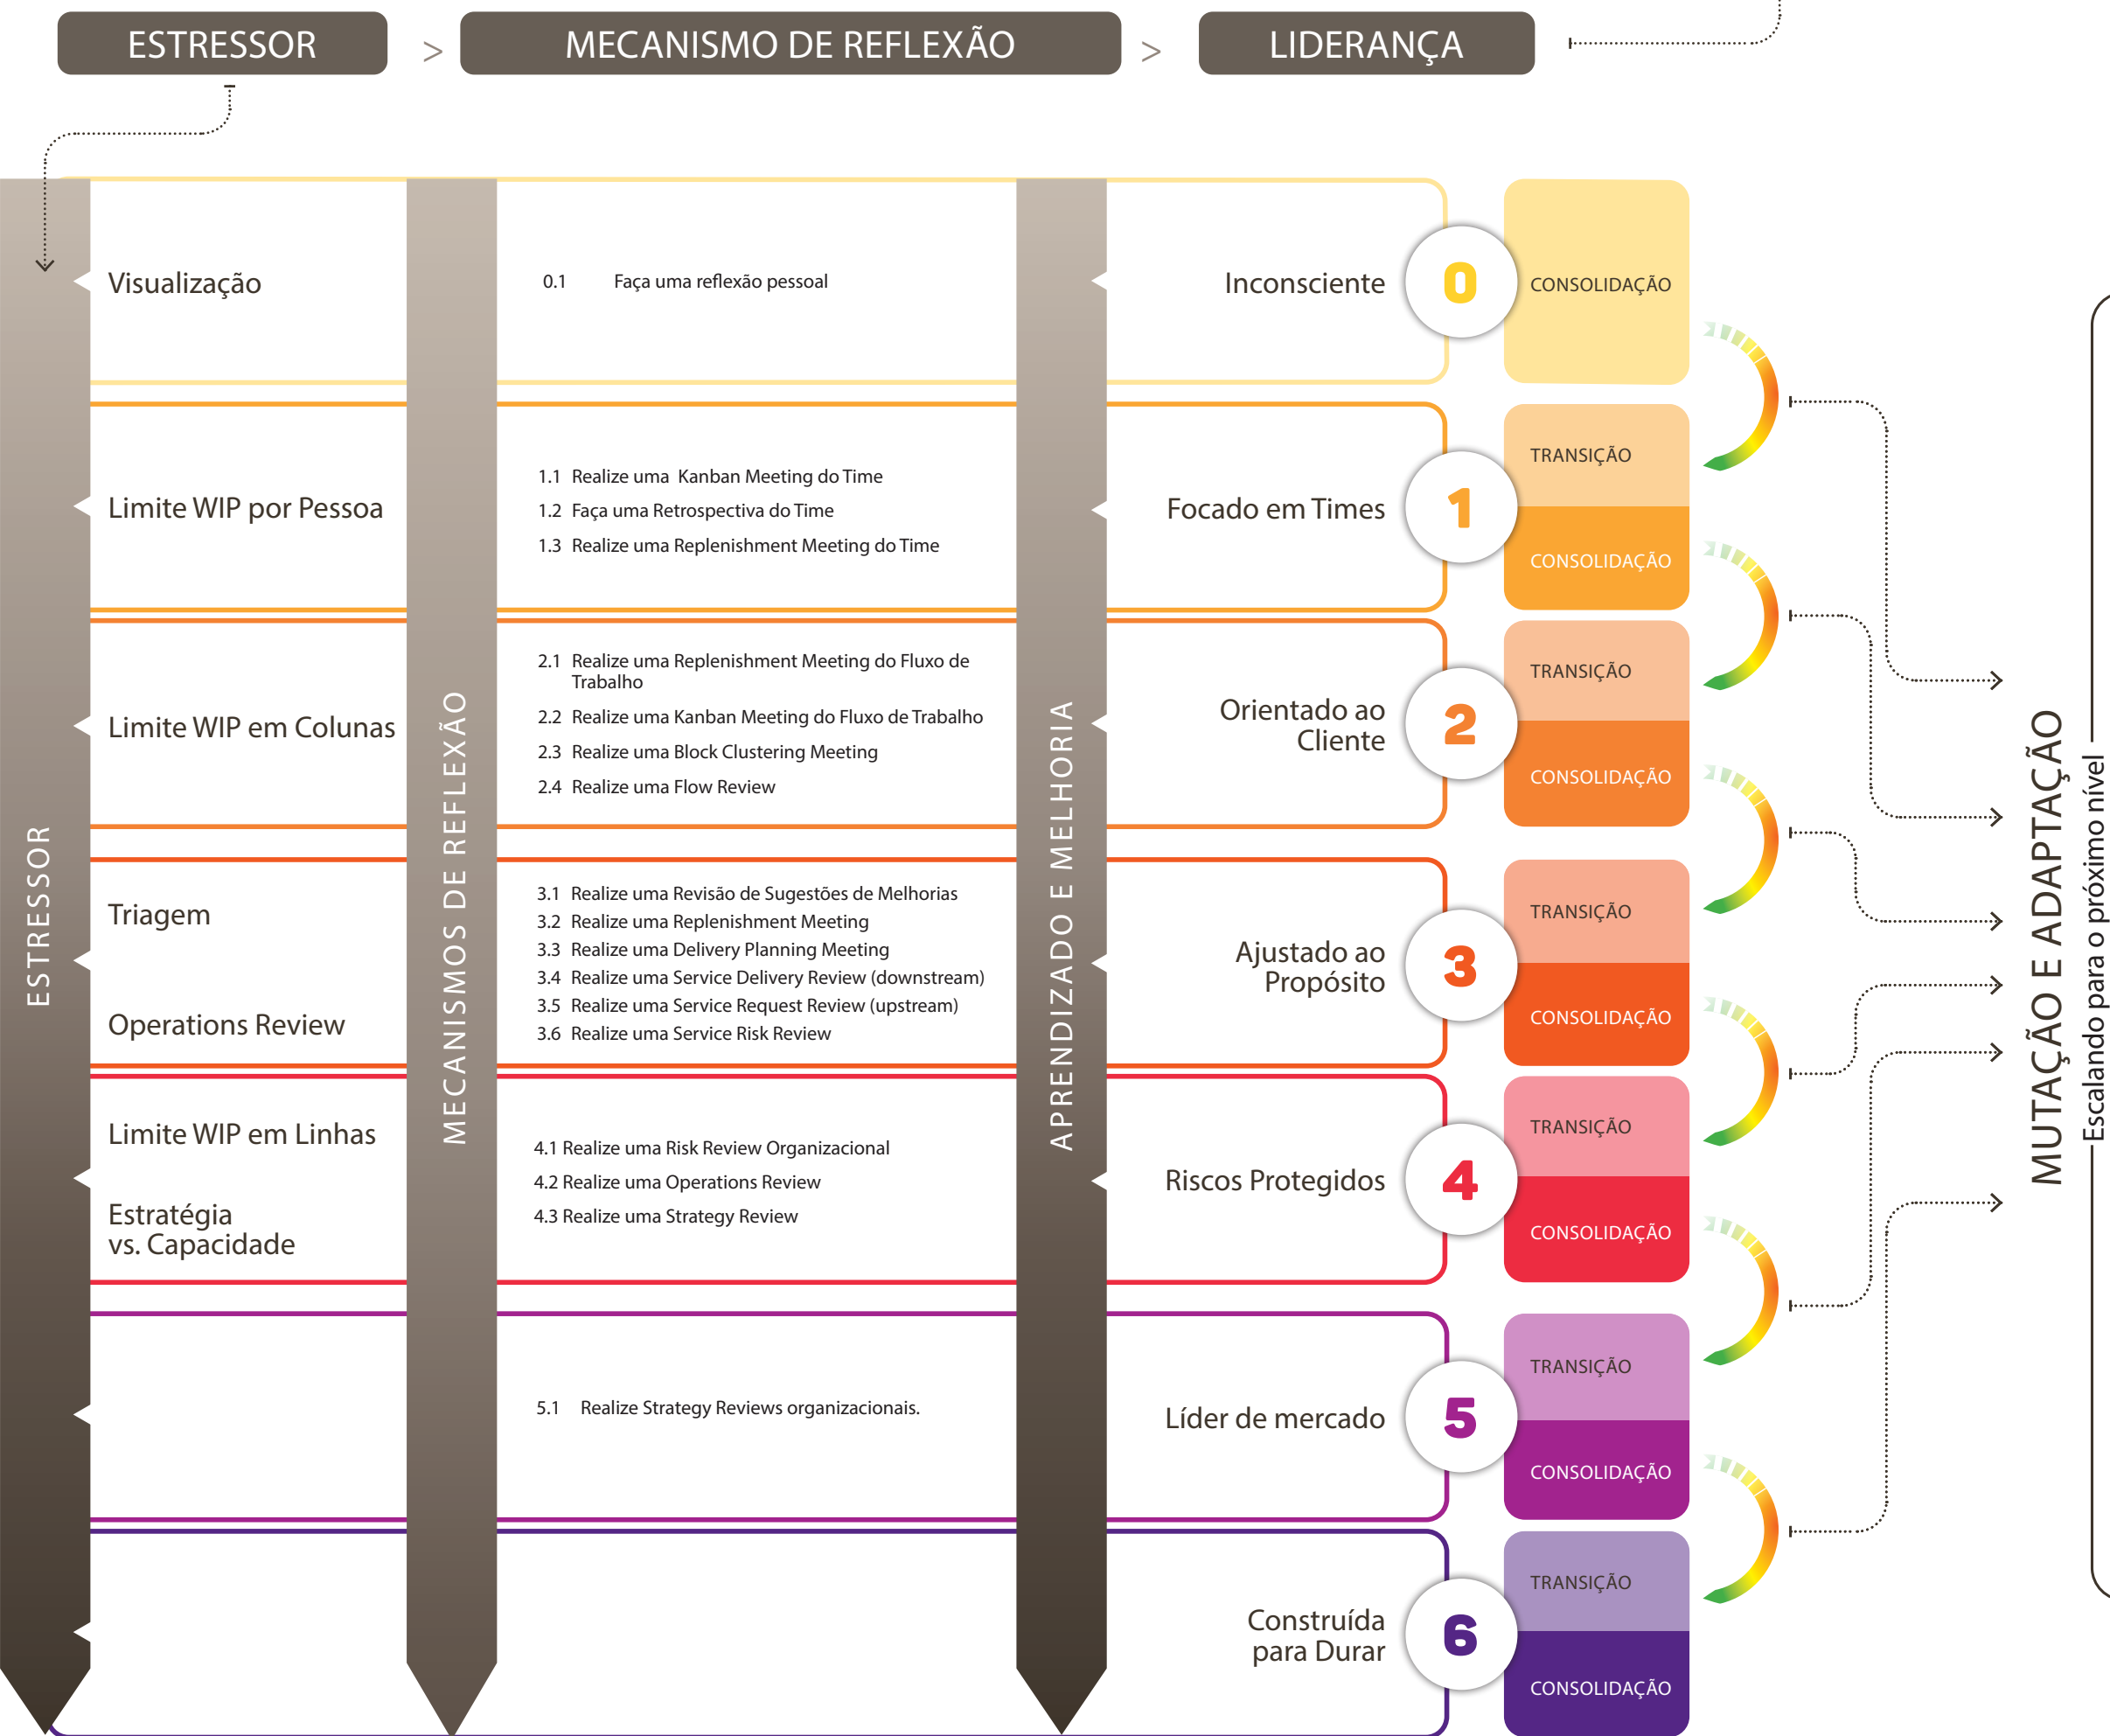 ESTRESSOR > MECANISMO DE REFLEXÃO > LIDERANÇA
ESTRESSOR
MECANISMOS DE REFLEXÃO
APRENDIZADO E MELHORIA
Visualização
0.1 Faça uma reflexão pessoal
Inconsciente
0
CONSOLIDAÇÃO
Limite WIP por Pessoa
1.1 Realize uma Kanban Meeting do Time
1.2 Faça uma Retrospectiva do Time
1.3 Realize uma Replenishment Meeting do Time
Focado em Times
1
TRANSIÇÃO
CONSOLIDAÇÃO
Limite WIP em Colunas
2.1 Realize uma Replenishment Meeting do Fluxo de
Trabalho
2.2 Realize uma Kanban Meeting do Fluxo de Trabalho
2.3 Realize uma Block Clustering Meeting
2.4 Realize uma Flow Review
Orientado ao
Cliente
2
TRANSIÇÃO
CONSOLIDAÇÃO
Triagem
Operations Review
3.1 Realize uma Revisão de Sugestões de Melhorias
3.2 Realize uma Replenishment Meeting
3.3 Realize uma Delivery Planning Meeting
3.4 Realize uma Service Delivery Review (downstream)
3.5 Realize uma Service Request Review (upstream)
3.6 Realize uma Service Risk Review
Ajustado ao
Propósito
3
TRANSIÇÃO
CONSOLIDAÇÃO
Limite WIP em Linhas
Estratégia
vs. Capacidade
4.1 Realize uma Risk Review Organizacional
4.2 Realize uma Operations Review
4.3 Realize uma Strategy Review
Riscos Protegidos
4
TRANSIÇÃO
CONSOLIDAÇÃO
5.1 Realize Strategy Reviews organizacionais.
Líder de mercado
5
TRANSIÇÃO
CONSOLIDAÇÃO
Construída
para Durar
6
TRANSIÇÃO
CONSOLIDAÇÃO
MUTAÇÃO E ADAPTAÇÃO
Escalando para o próximo nível